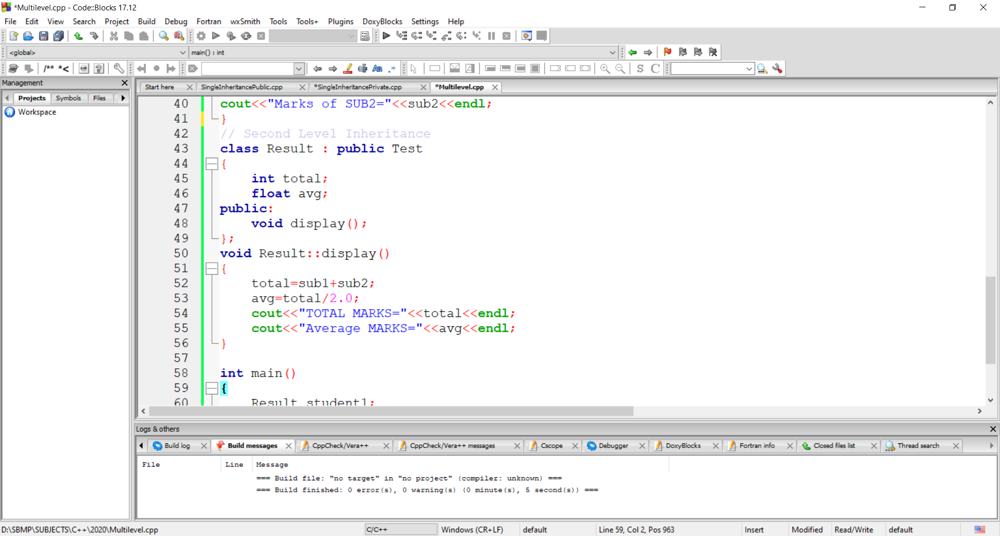 *Multilevel.cpp - Code::Blocks 17.12
File Edit View Search Project Build Debug Fortran wxSmith Tools Tools+ Plugins DoxyBlocks Settings Help
<global> main() : int
/** *<
Aa .* S C
Management
Start here SingleInheritancePublic.cpp *SingleInheritancePrivate.cpp *Multilevel.cpp
Projects Symbols Files
Workspace
40 cout<<"Marks of SUB2="<<sub2<<endl;
41 }
42 // Second Level Inheritance
43 class Result : public Test
44 {
45 int total;
46 float avg;
47 public:
48 void display();
49 };
50 void Result::display()
51 {
52 total=sub1+sub2;
53 avg=total/2.0;
54 cout<<"TOTAL MARKS="<<total<<endl;
55 cout<<"Average MARKS="<<avg<<endl;
56 }
57
58 int main()
59 {
60 Result student1;
Logs & others
Build log Build messages CppCheck/Vera++ CppCheck/Vera++ messages Cscope Debugger DoxyBlocks Fortran info Closed files list Thread search
File Line Message
=== Build file: "no target" in "no project" (compiler: unknown) ===
=== Build finished: 0 error(s), 0 warning(s) (0 minute(s), 5 second(s)) ===
D:\SBMP\SUBJECTS\C++\2020\Multilevel.cpp C/C++ Windows (CR+LF) default Line 59, Col 2, Pos 963 Insert Modified Read/Write default